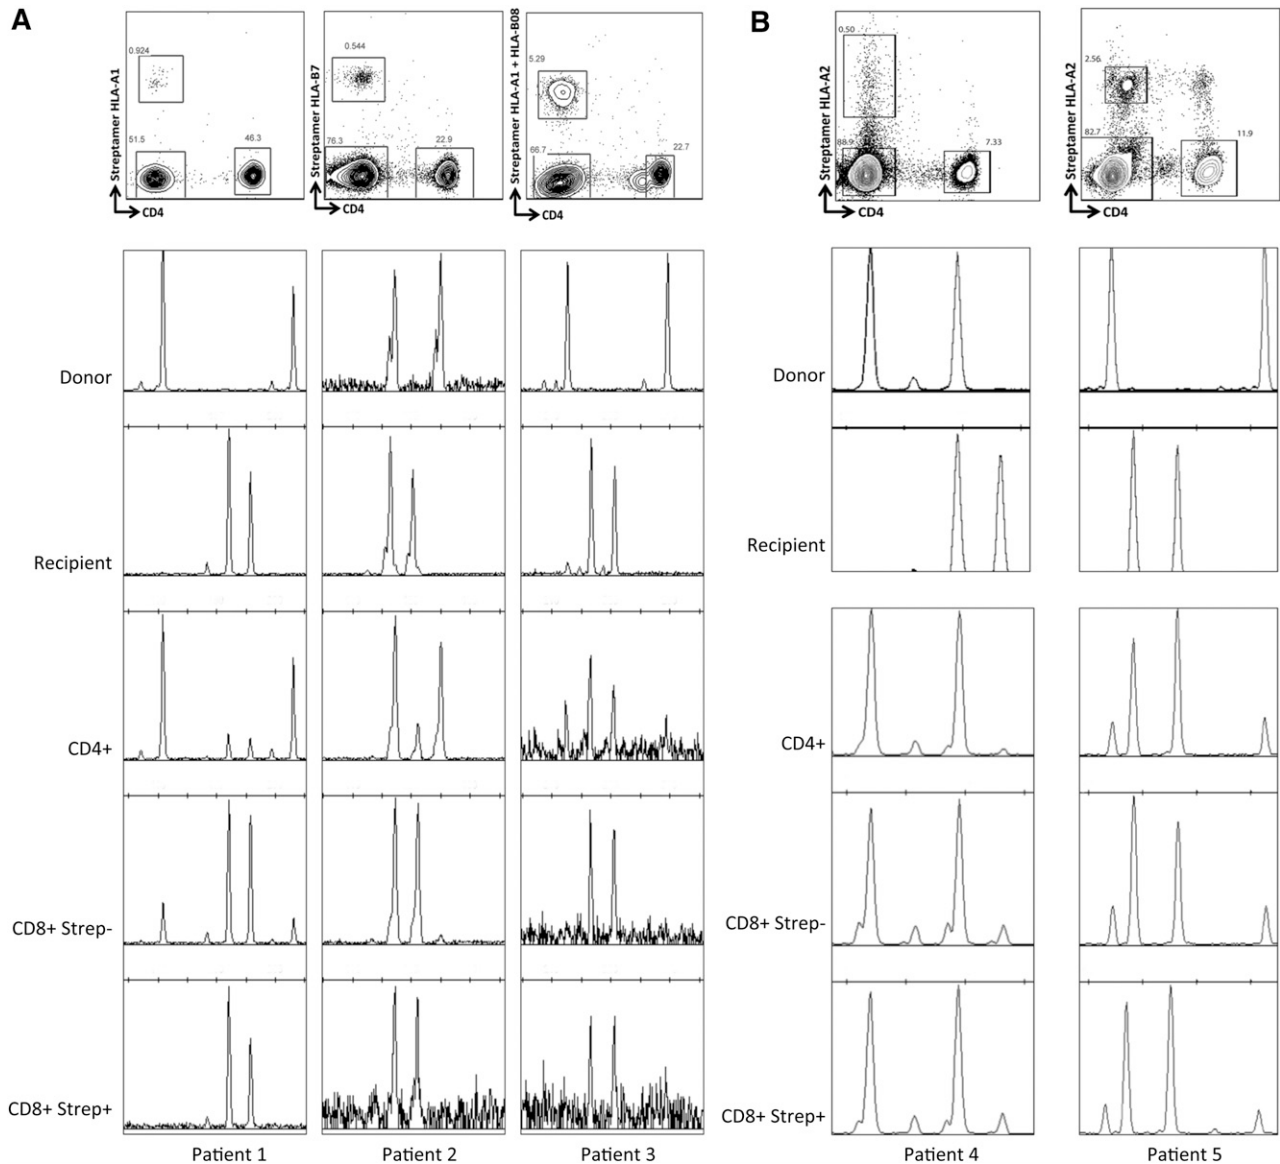 A
B
Streptamer HLA-A1
0.924
51.5
46.3
CD4
Streptamer HLA-B7
0.544
76.3
22.9
CD4
Streptamer HLA-A1 + HLA-B08
5.29
66.7
22.7
CD4
Streptamer HLA-A2
0.50
88.9
7.33
CD4
Streptamer HLA-A2
2.56
82.7
11.9
CD4
Donor
Recipient
CD4+
CD8+ Strep-
CD8+ Strep+
Patient 1
Patient 2
Patient 3
Donor
Recipient
CD4+
CD8+ Strep-
CD8+ Strep+
Patient 4
Patient 5